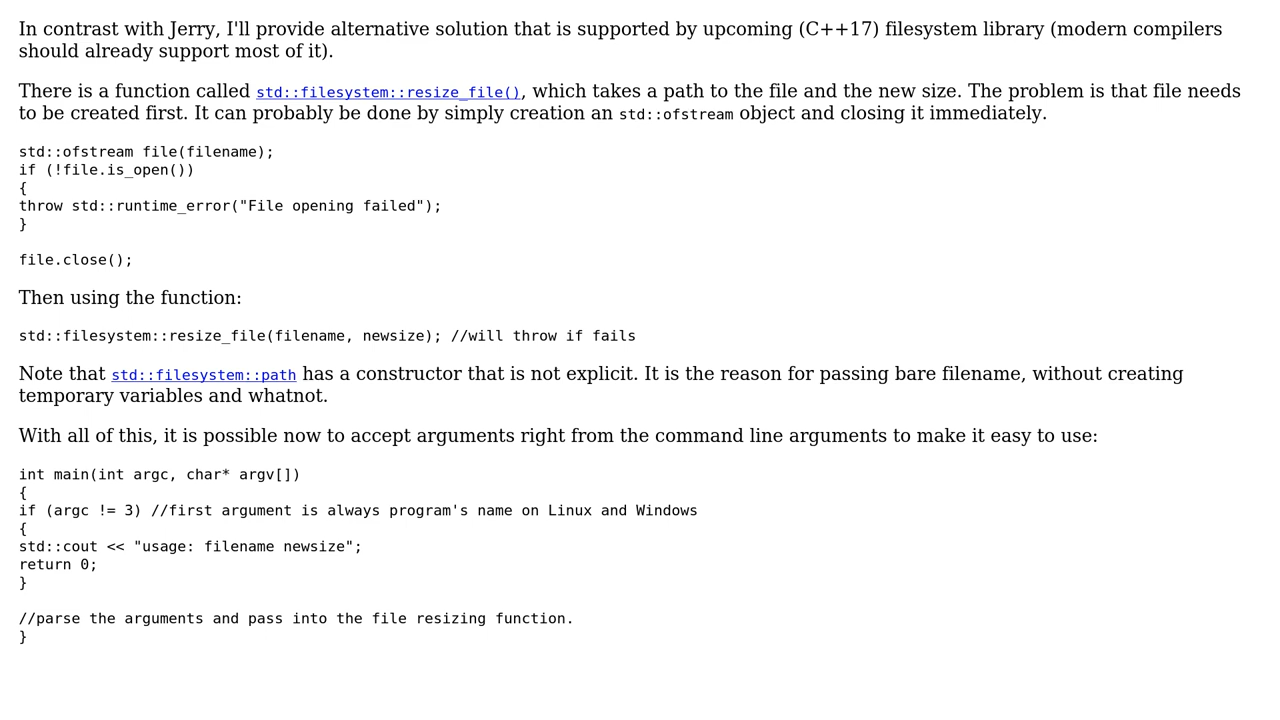 In contrast with Jerry, I'll provide alternative solution that is supported by upcoming (C++17) filesystem library (modern compilers
should already support most of it).
There is a function called std::filesystem::resize_file(), which takes a path to the file and the new size. The problem is that file needs
to be created first. It can probably be done by simply creation an std::ofstream object and closing it immediately.
std::ofstream file(filename);
if (!file.is_open())
{
throw std::runtime_error("File opening failed");
}
file.close();
Then using the function:
std::filesystem::resize_file(filename, newsize); //will throw if fails
Note that std::filesystem::path has a constructor that is not explicit. It is the reason for passing bare filename, without creating
temporary variables and whatnot.
With all of this, it is possible now to accept arguments right from the command line arguments to make it easy to use:
int main(int argc, char* argv[])
{
if (argc != 3) //first argument is always program's name on Linux and Windows
{
std::cout << "usage: filename newsize";
return 0;
}
//parse the arguments and pass into the file resizing function.
}